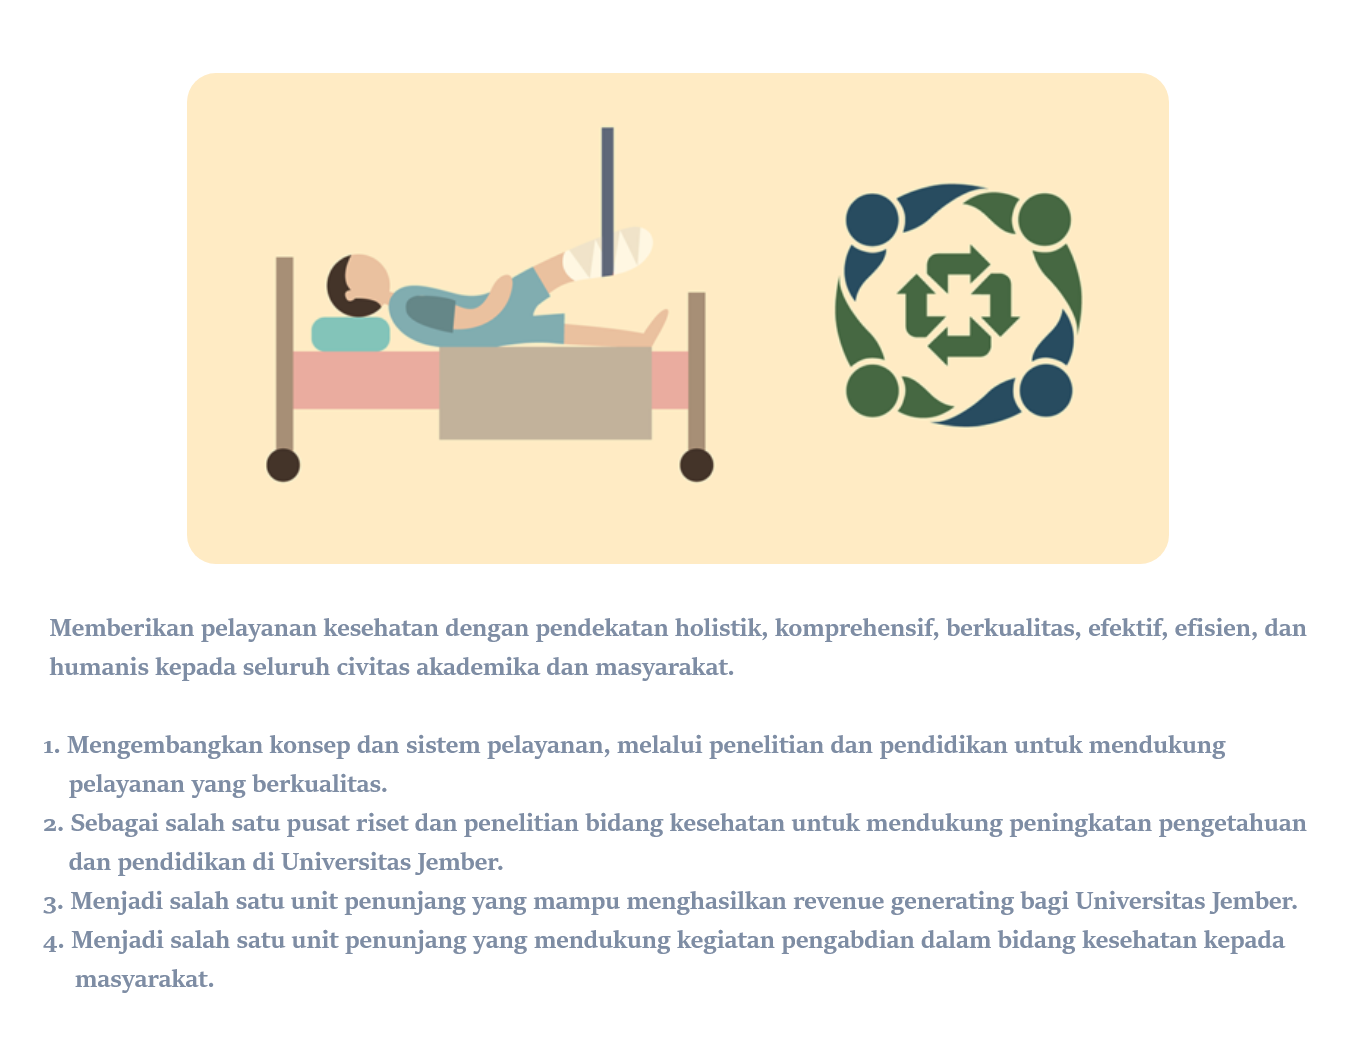 Memberikan pelayanan kesehatan dengan pendekatan holistik, komprehensif, berkualitas, efektif, efisien, dan
humanis kepada seluruh civitas akademika dan masyarakat.
1. Mengembangkan konsep dan sistem pelayanan, melalui penelitian dan pendidikan untuk mendukung
pelayanan yang berkualitas.
2. Sebagai salah satu pusat riset dan penelitian bidang kesehatan untuk mendukung peningkatan pengetahuan
dan pendidikan di Universitas Jember.
3. Menjadi salah satu unit penunjang yang mampu menghasilkan revenue generating bagi Universitas Jember.
4. Menjadi salah satu unit penunjang yang mendukung kegiatan pengabdian dalam bidang kesehatan kepada
masyarakat.